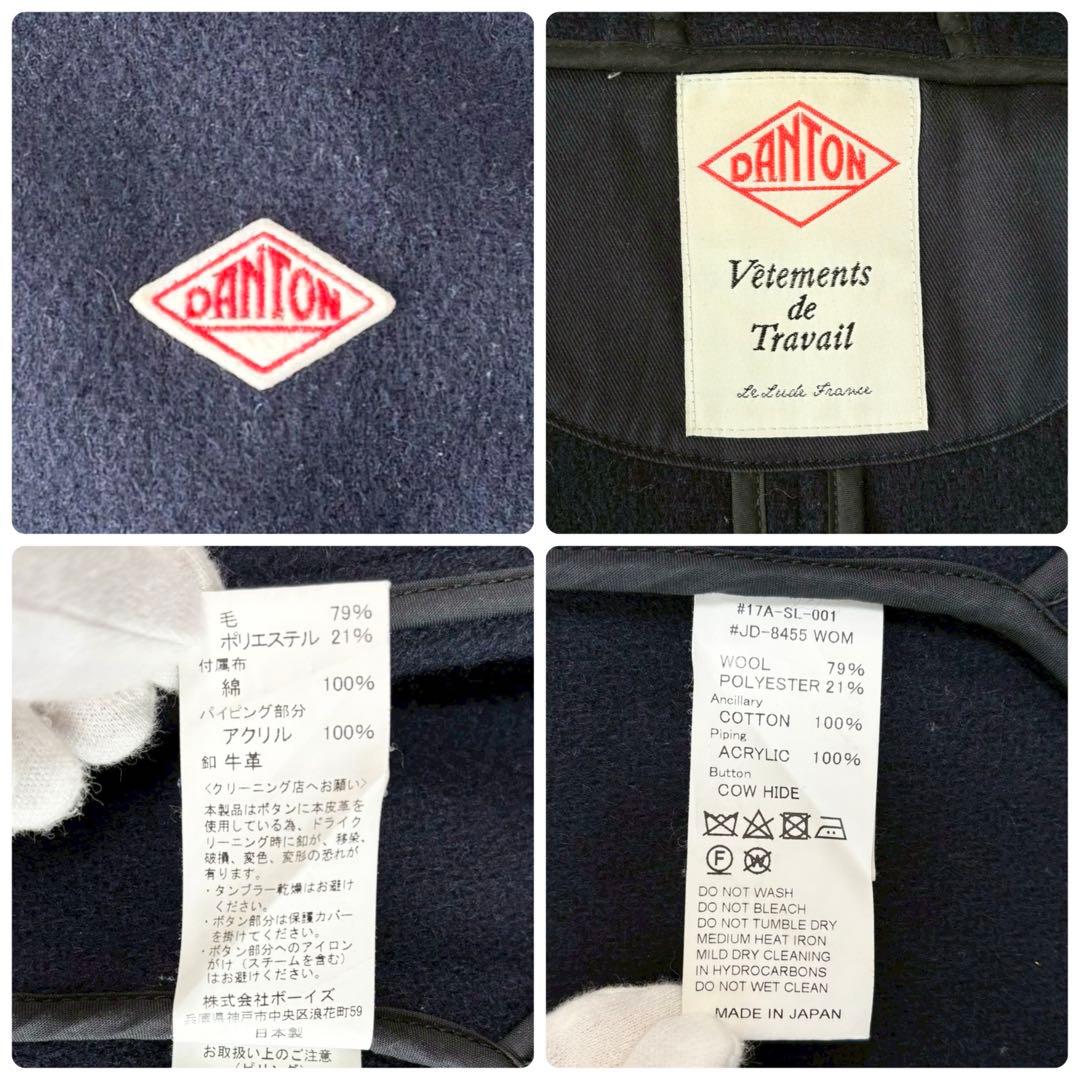 DANTON
DANTON
Vêtements
de
Travail
Le Lude France
毛 79%
ポリエステル 21%
付属布
綿 100%
パイピング部分
アクリル 100%
釦 牛革
〈クリーニング店へお願い〉
本製品はボタンに本皮革を
使用している為、ドライク
リーニング時に釦が、移染、
破損、変色、変形の恐れが
有ります。
・タンブラー乾燥はお避け
ください。
・ボタン部分は保護カバー
を掛けてください。
・ボタン部分へのアイロン
がけ（スチームを含む）
はお避けください。
株式会社ボーイズ
兵庫県神戸市中央区浪花町59
日本製
お取扱い上のご注意
(ピリング)
#17A-SL-001
#JD-8455 WOM
WOOL 79%
POLYESTER 21%
Ancillary
COTTON 100%
Piping
ACRYLIC 100%
Button
COW HIDE
F W
DO NOT WASH
DO NOT BLEACH
DO NOT TUMBLE DRY
MEDIUM HEAT IRON
MILD DRY CLEANING
IN HYDROCARBONS
DO NOT WET CLEAN
MADE IN JAPAN